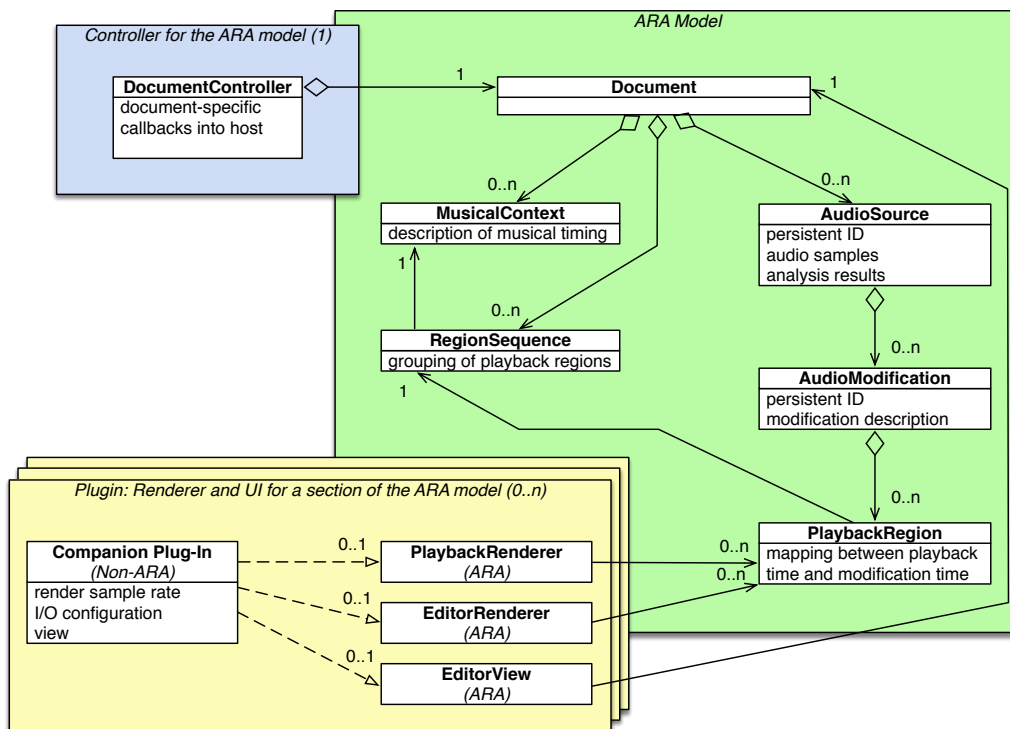 ARA Model
Controller for the ARA model (1)
DocumentController
document-specific
callbacks into host
1
Document
1
0..n
0..n
MusicalContext
description of musical timing
AudioSource
persistent ID
audio samples
analysis results
1
0..n
RegionSequence
grouping of playback regions
1
0..n
AudioModification
persistent ID
modification description
0..n
Plugin: Renderer and UI for a section of the ARA model (0..n)
Companion Plug-In
(Non-ARA)
render sample rate
I/O configuration
view
0..1
PlaybackRenderer
(ARA)
0..n
PlaybackRegion
mapping between playback
time and modification time
0..n
0..1
EditorRenderer
(ARA)
0..1
EditorView
(ARA)